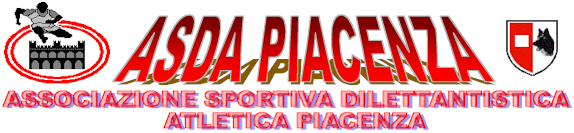 ASDA PIACENZA
ASSOCIAZIONE SPORTIVA DILETTANTISTICA
ATLETICA PIACENZA